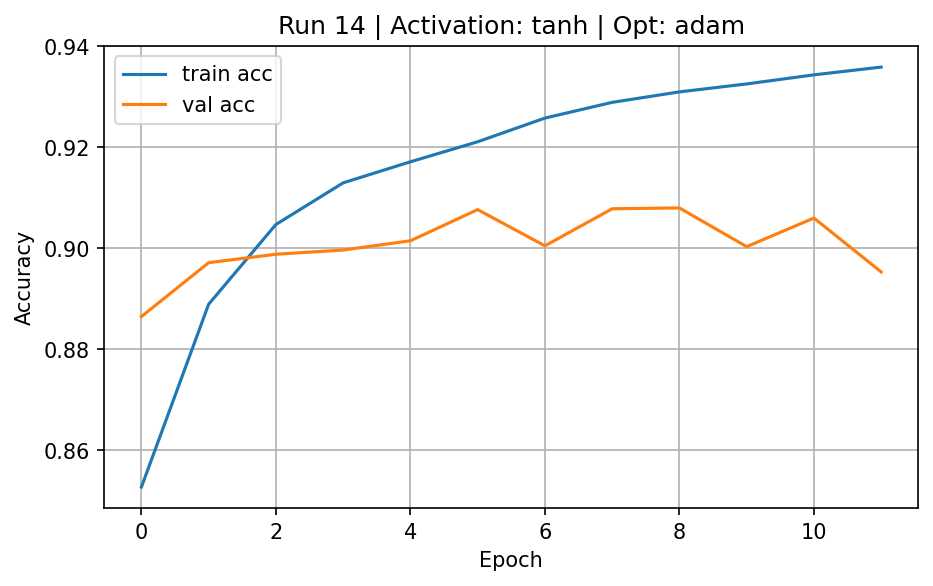 Run 14 | Activation: tanh | Opt: adam
train acc
val acc
0.94
0.92
0.90
0.88
0.86
Accuracy
0 2 4 6 8 10
Epoch